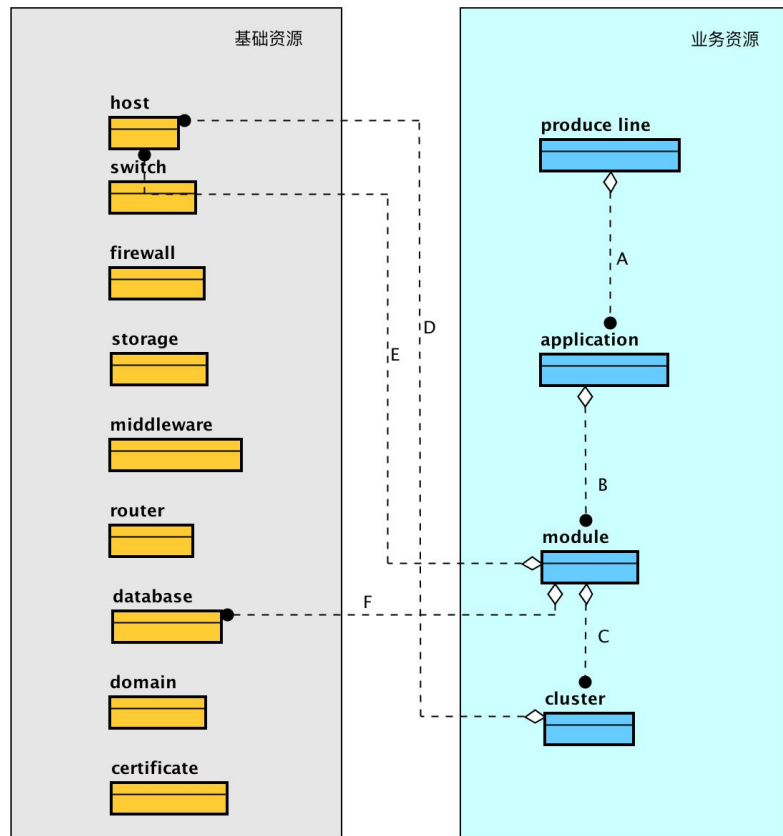 基础资源
host
switch
firewall
storage
middleware
router
database
domain
certificate
D
E
F
业务资源
produce line
A
application
B
module
C
cluster